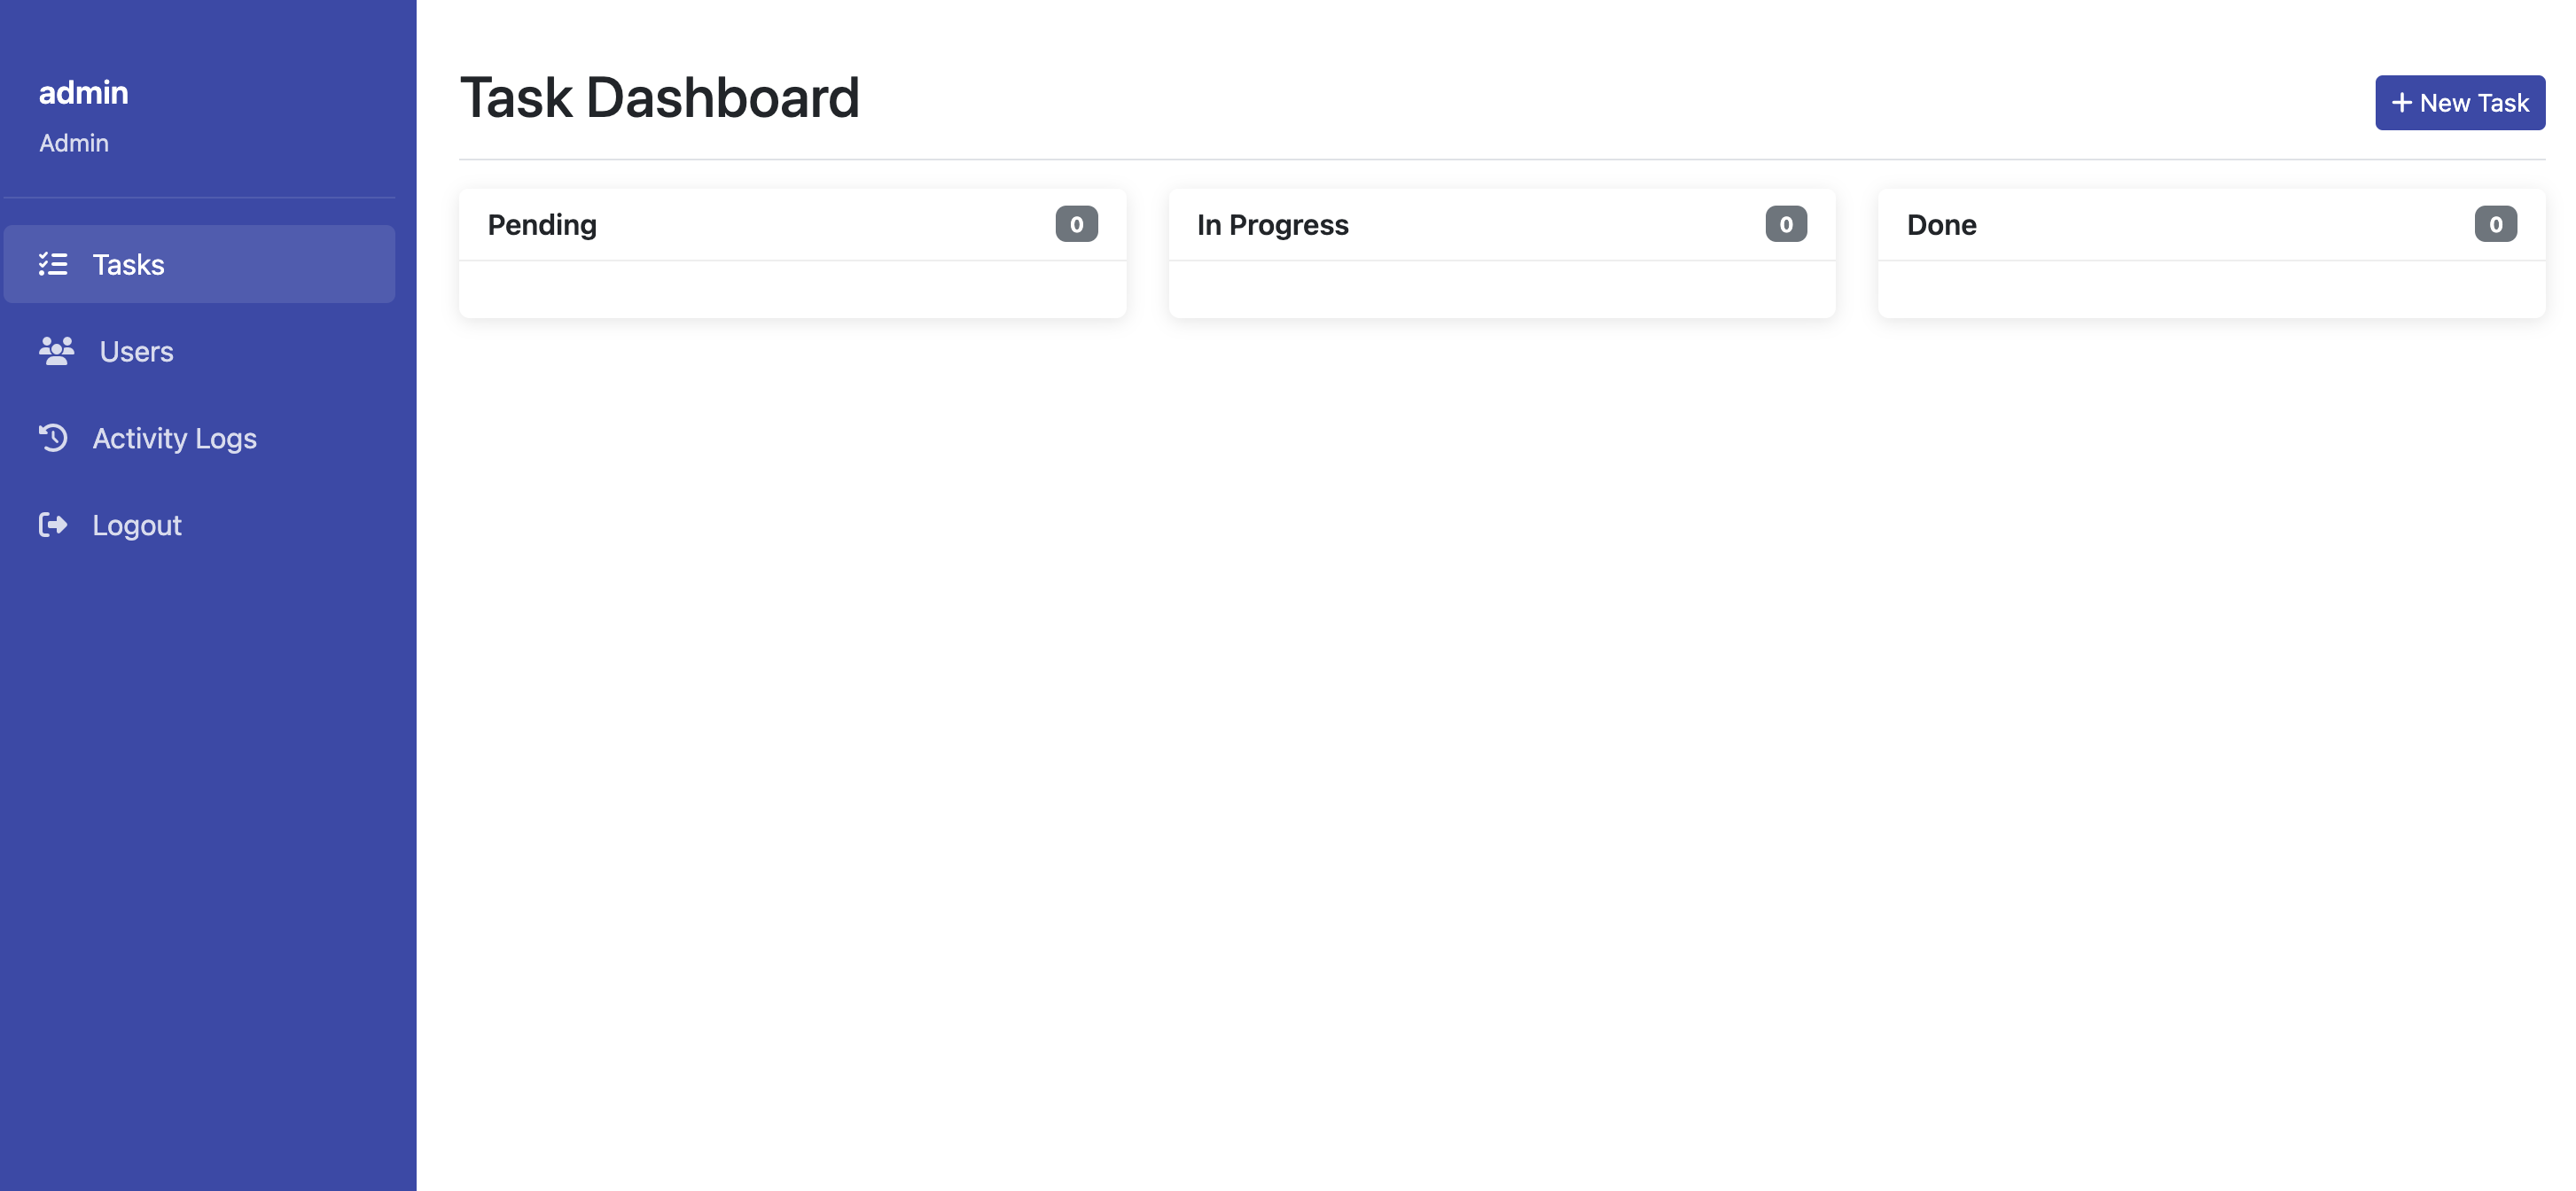 admin
Admin
Tasks
Users
Activity Logs
Logout
Task Dashboard
New Task
Pending 0
In Progress 0
Done 0